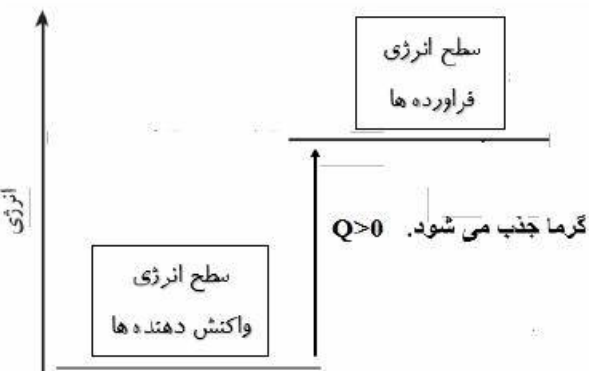 سطح انرژی
فراورده ها
انرژی
گرما جذب می شود. Q>0
سطح انرژی
واکنش دهنده ها